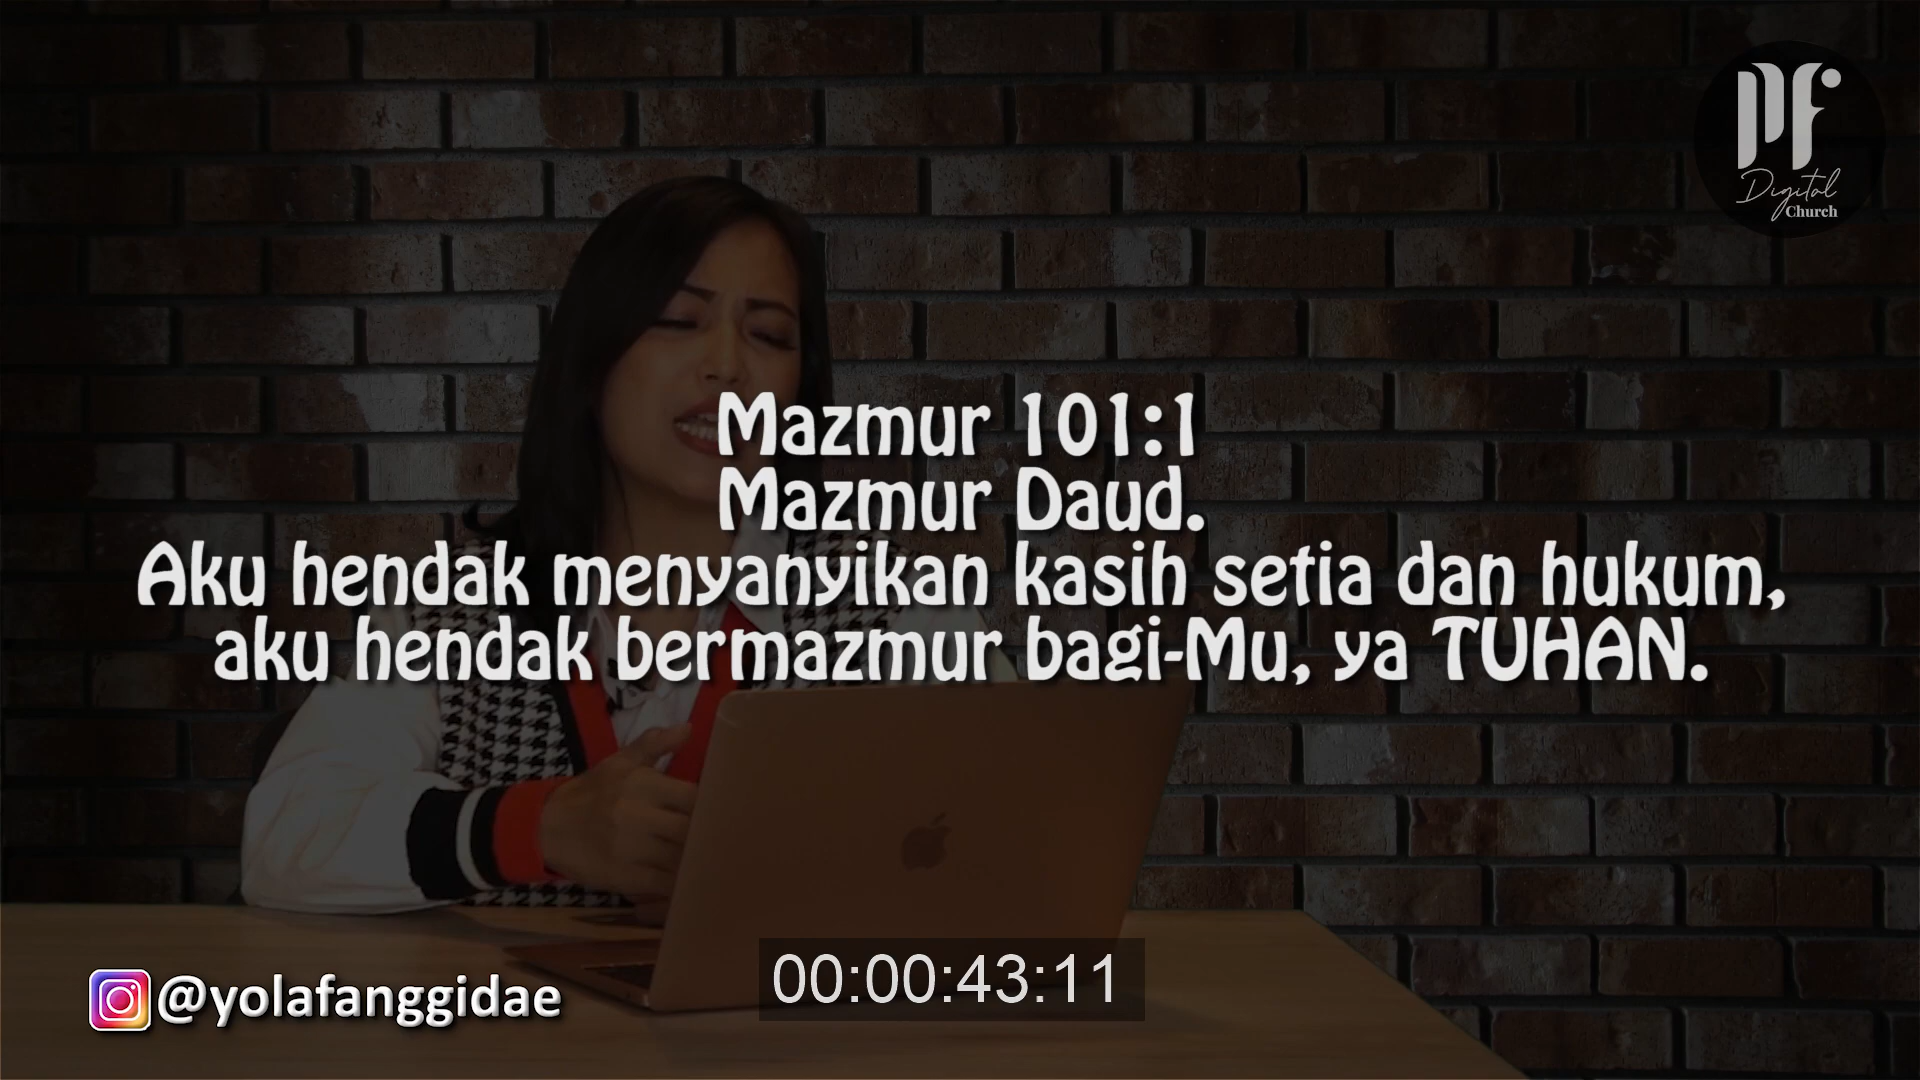 PF
Digital
Church
Mazmur 101:1
Mazmur Daud.
Aku hendak menyanyikan kasih setia dan hukum,
aku hendak bermazmur bagi-Mu, ya TUHAN.
@yolafanggidae
00:00:43:11